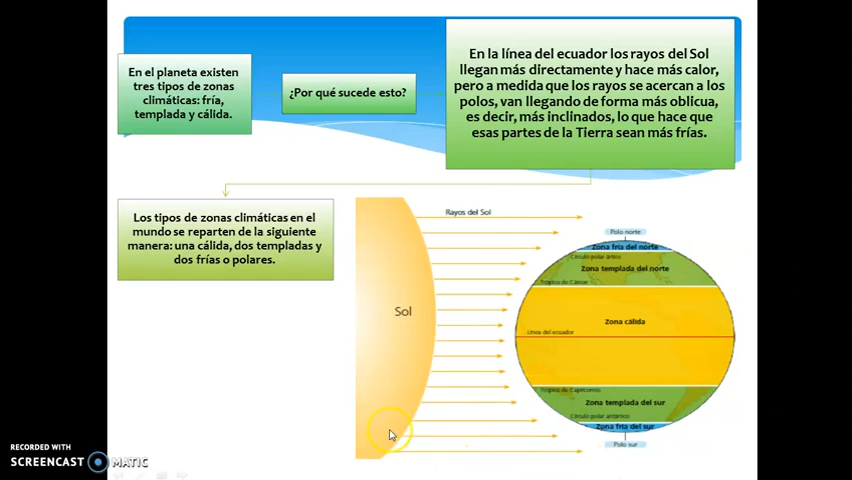 En el planeta existen
tres tipos de zonas
climáticas: fría,
templada y cálida.
¿Por qué sucede esto?
En la línea del ecuador los rayos del Sol
llegan más directamente y hace más calor,
pero a medida que los rayos se acercan a los
polos, van llegando de forma más oblicua,
es decir, más inclinados, lo que hace que
esas partes de la Tierra sean más frías.
Los tipos de zonas climáticas en el
mundo se reparten de la siguiente
manera: una cálida, dos templadas y
dos frías o polares.
Rayos del Sol
Sol
Polo norte
Zona fría del norte
Círculo polar ártico
Zona templada del norte
Trópico de Cáncer
Zona cálida
Línea del ecuador
Trópico de Capricornio
Zona templada del sur
Círculo polar antártico
Zona fría del sur
Polo sur
RECORDED WITH
SCREENCAST MATIC